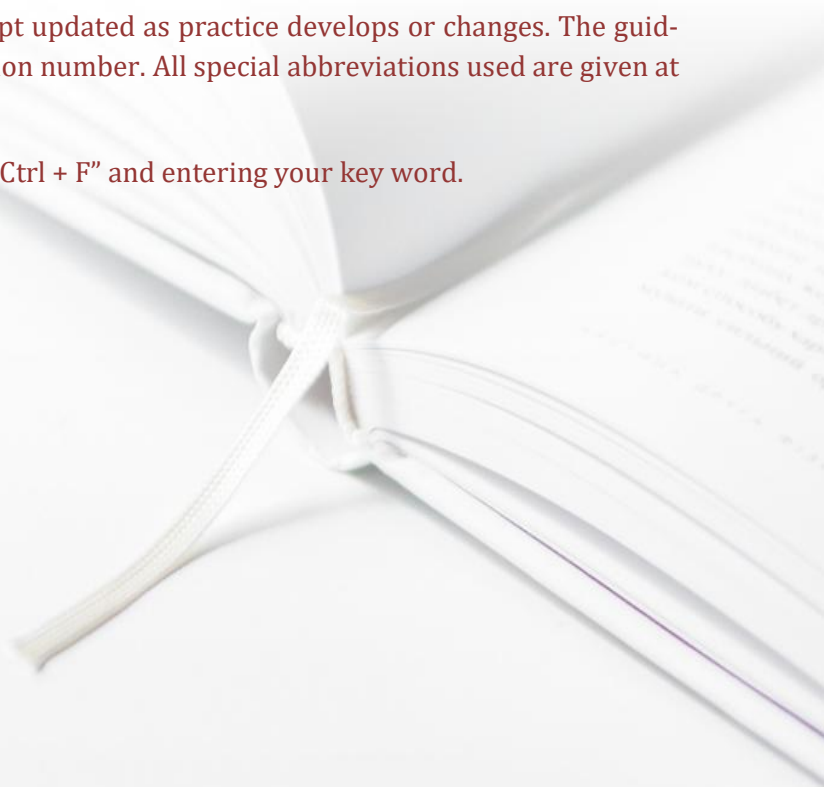 pt updated as practice develops or changes. The guid-
on number. All special abbreviations used are given at
Ctrl + F” and entering your key word.